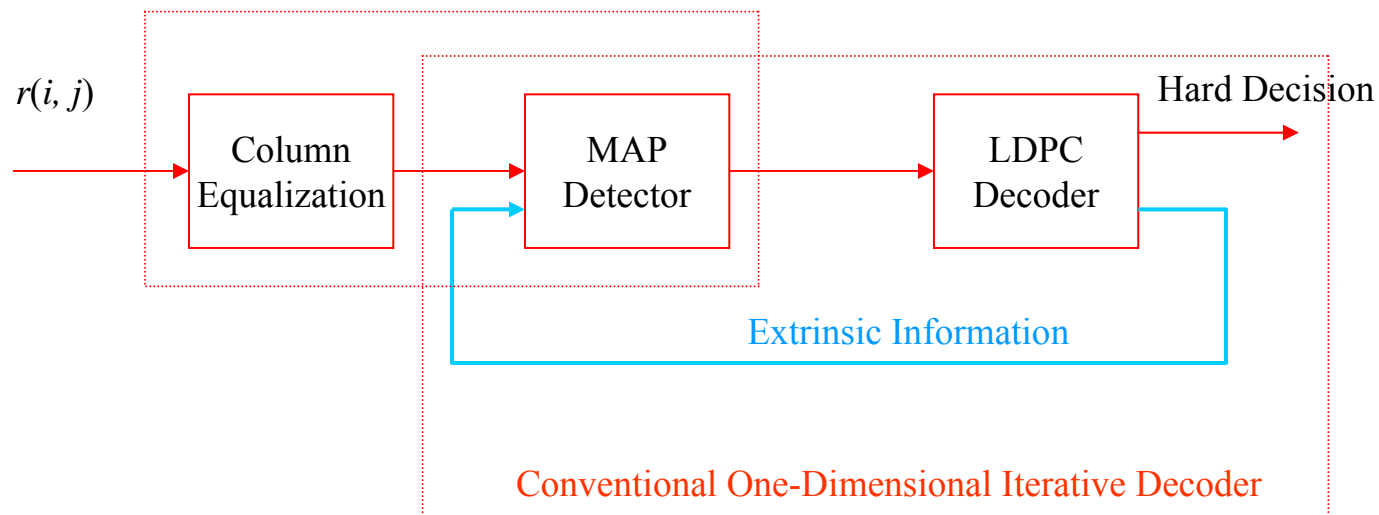 r(i, j)
Column
Equalization
MAP
Detector
LDPC
Decoder
Hard Decision
Extrinsic Information
Conventional One-Dimensional Iterative Decoder